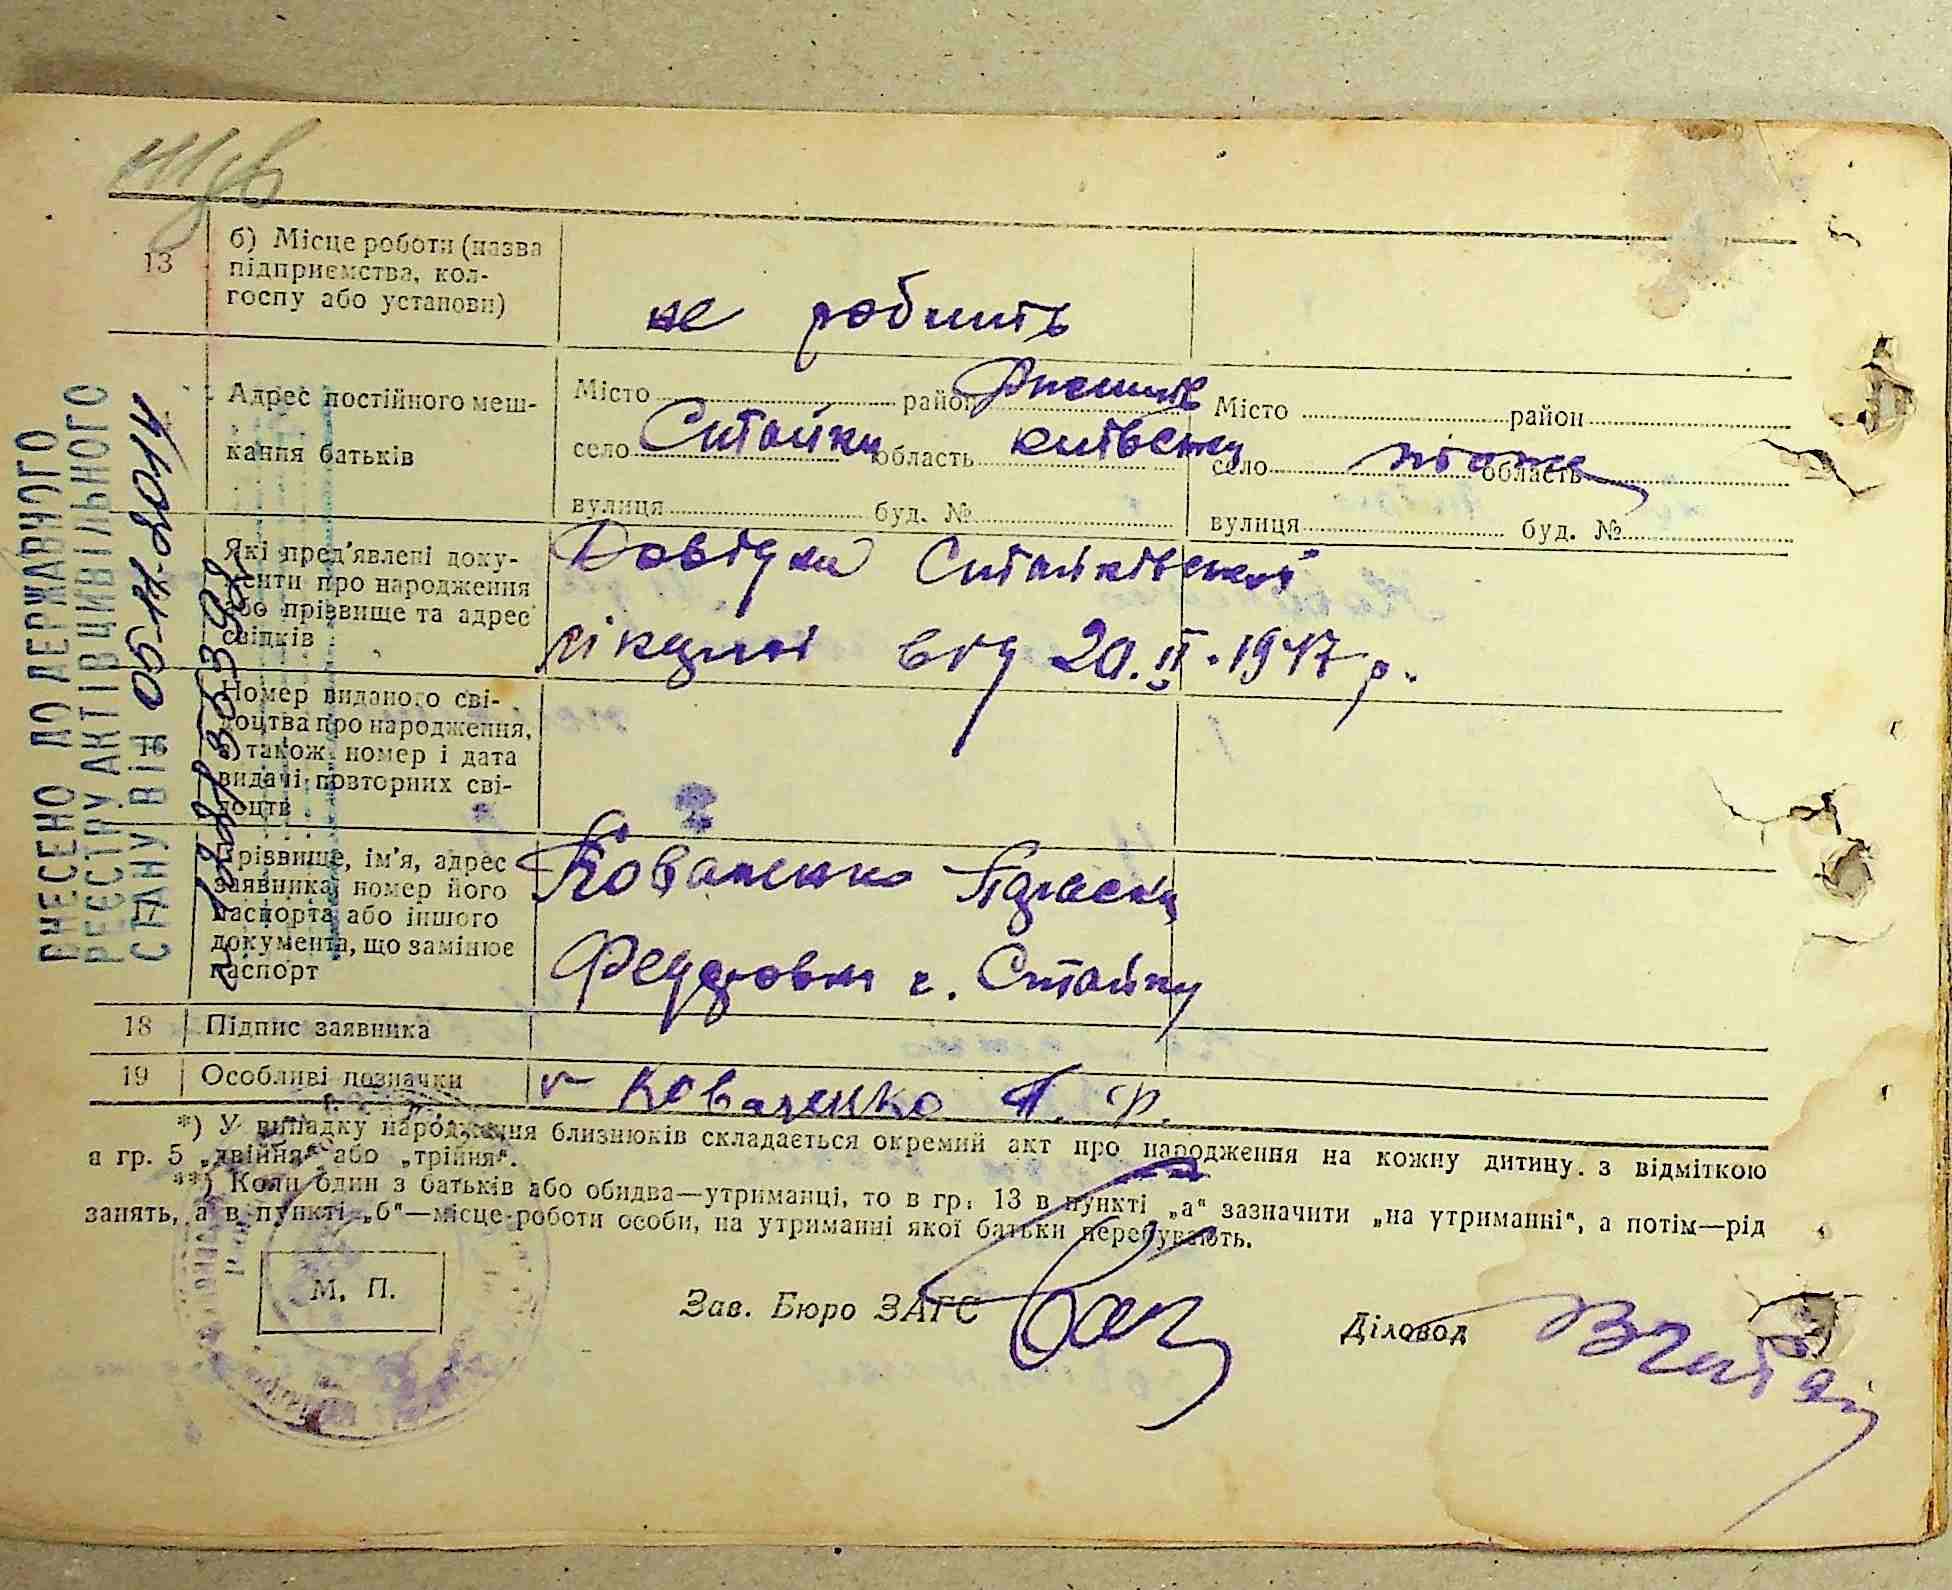 13
б) Місце роботи (назва
підприємства, кол-
госпу або установи)
не робить
Адрес постійного меш-
кання батьків
Місто район
село Стайки область Київська
вулиця буд. №
Місто район
село область
вулиця буд. №
Які пред’явлені доку-
менти про народження
або прізвище та адрес
свідків
Довідка Стайківської
лікарні від 20.II.1947 р.
16
Номер виданого сві-
доцтва про народження,
а також номер і дата
видачі повторних сві-
доцтв
Прізвище, ім’я, адрес
заявника, номер його
паспорта або іншого
документа, що замінює
паспорт
Коваленко
с. Стайки
18
Підпис заявника
19
Особливі позначки
Коваленко П. Ф.
*) У випадку народження близнюків складається окремий акт про народження на кожну дитину з відміткою
в гр. 5 „двійня“ або „трійня“.
**) Коли один з батьків або обидва—утриманці, то в гр. 13 в пункті „а“ зазначити „на утриманні“, а потім—рід
занять, а в пункті „б“—місце роботи особи, на утриманні якої батьки перебувають.
М. П.
Зав. Бюро ЗАГС
Діловод
ВНЕСЕНО ДО ДЕРЖАВНОГО
РЕЄСТРУ АКТІВ ЦИВІЛЬНОГО
СТАНУ ВІД